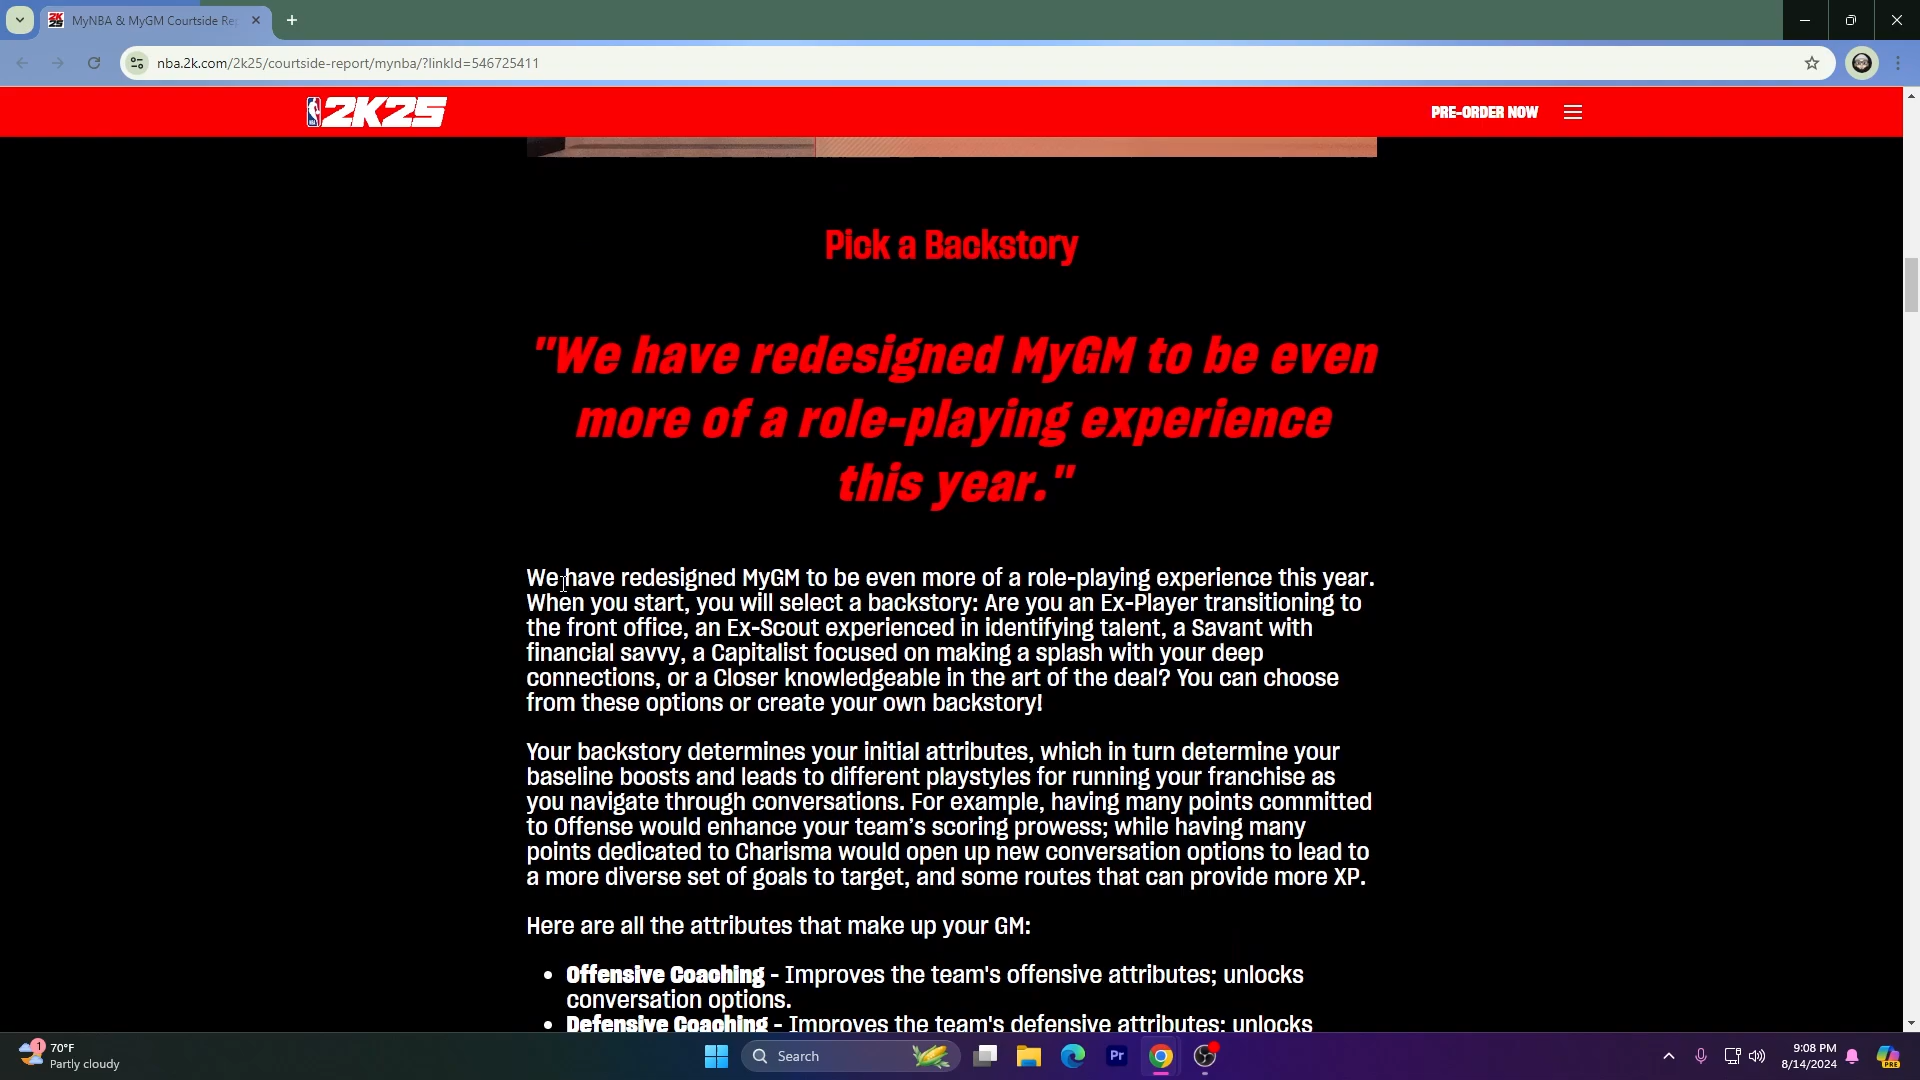 MyNBA & MyGM Courtside Re
nba.2k.com/2k25/courtside-report/mynba/?linkId=546725411
2K25
PRE-ORDER NOW
Pick a Backstory
"We have redesigned MyGM to be even
more of a role-playing experience
this year."
We have redesigned MyGM to be even more of a role-playing experience this year.
When you start, you will select a backstory: Are you an Ex-Player transitioning to
the front office, an Ex-Scout experienced in identifying talent, a Savant with
financial savvy, a Capitalist focused on making a splash with your deep
connections, or a Closer knowledgeable in the art of the deal? You can choose
from these options or create your own backstory!
Your backstory determines your initial attributes, which in turn determine your
baseline boosts and leads to different playstyles for running your franchise as
you navigate through conversations. For example, having many points committed
to Offense would enhance your team's scoring prowess; while having many
points dedicated to Charisma would open up new conversation options to lead to
a more diverse set of goals to target, and some routes that can provide more XP.
Here are all the attributes that make up your GM:
• Offensive Coaching - Improves the team's offensive attributes; unlocks
conversation options.
• Defensive Coaching - Improves the team's defensive attributes; unlocks
1
70°F
Partly cloudy
Search
Pr
9:08 PM
8/14/2024
PRE